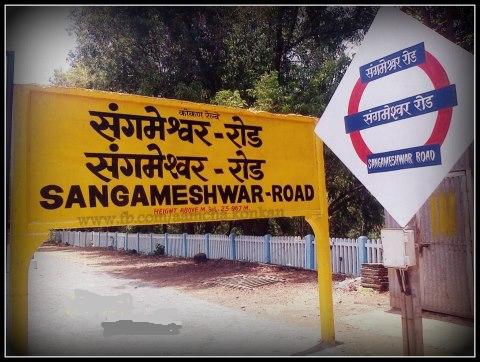 कोंकण रेल्वे
संगमेश्वर-रोड
संगमेश्वर-रोड
SANGAMESHWAR-ROAD
संगमेश्वर रोड
संगमेश्वर रोड
SANGAMESHWAR ROAD